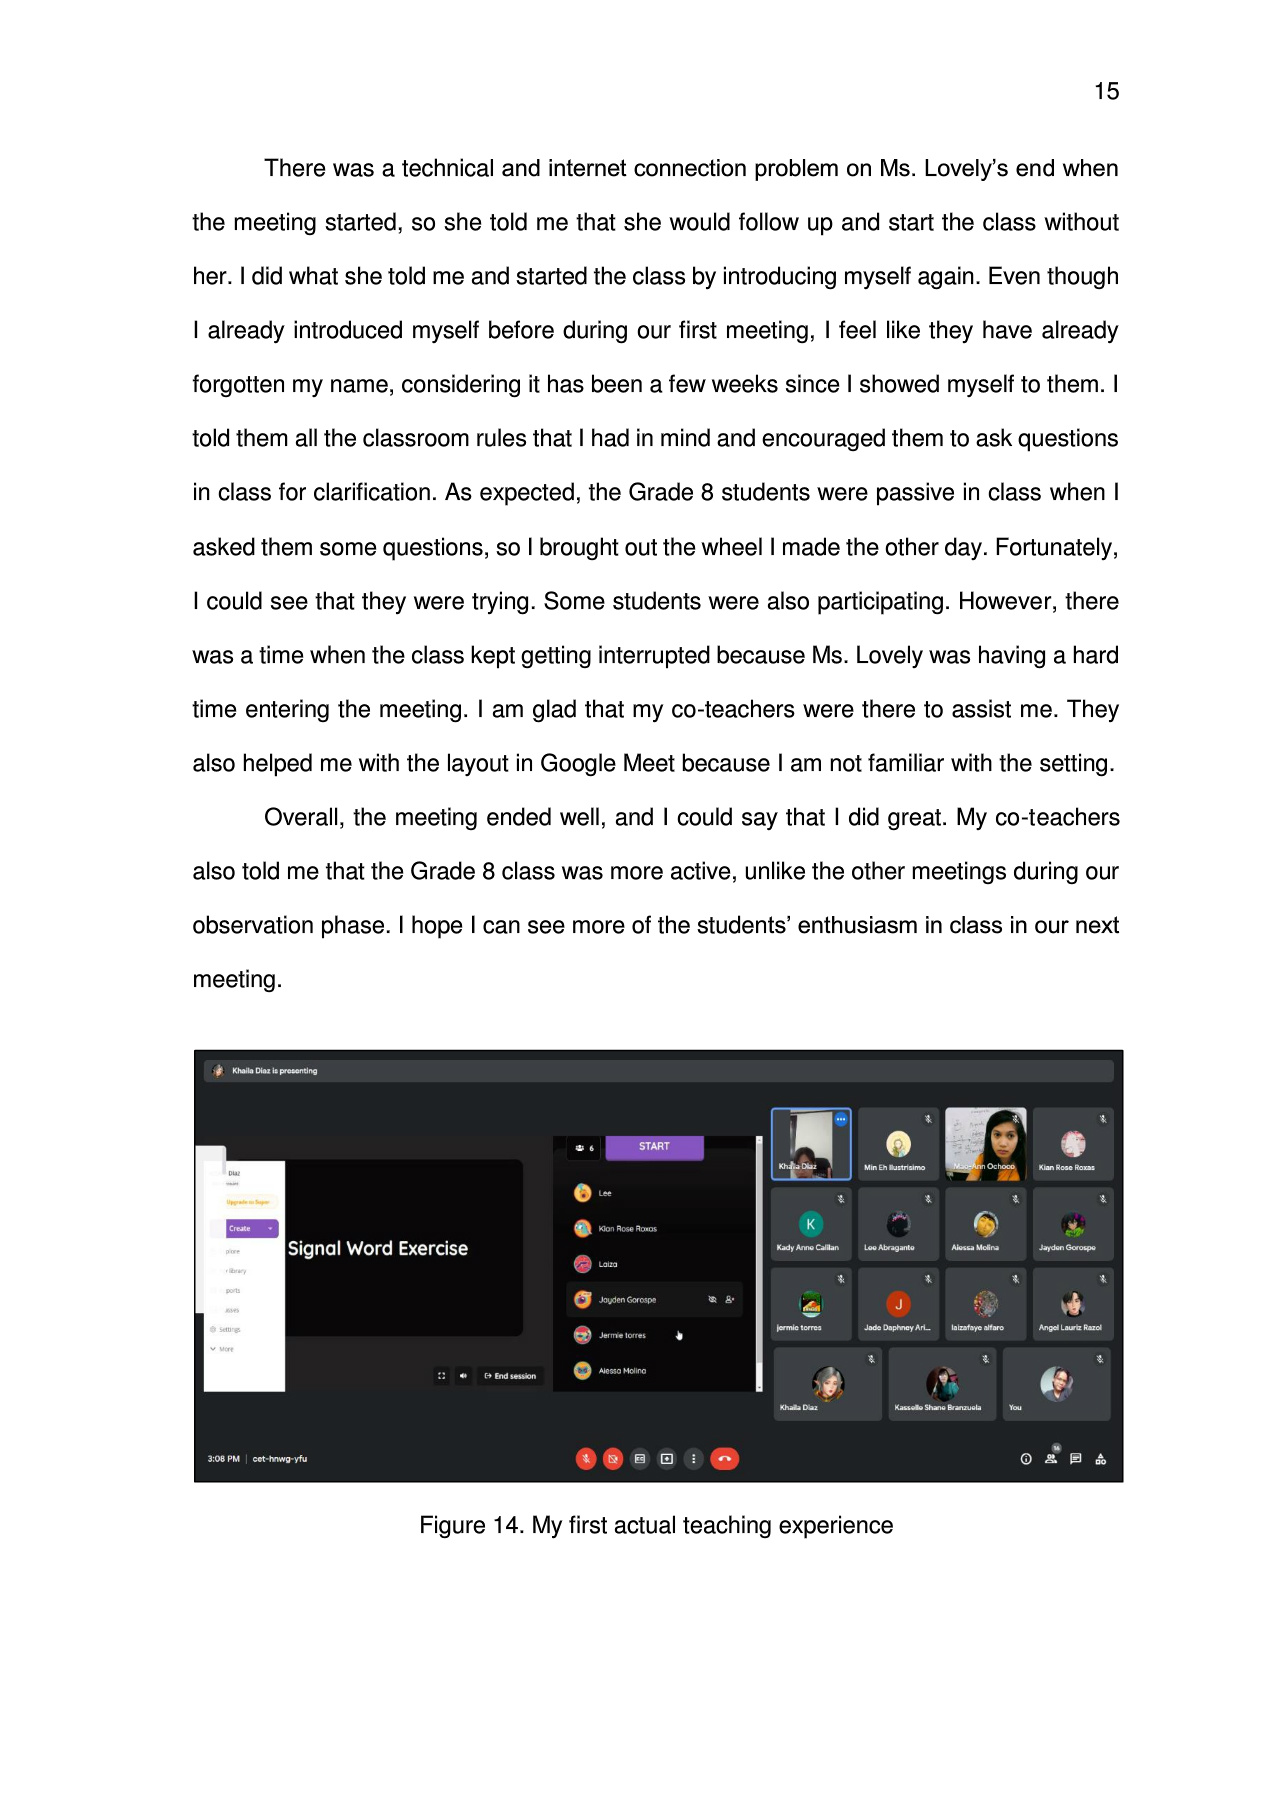 15
There was a technical and internet connection problem on Ms. Lovely’s end when
the meeting started, so she told me that she would follow up and start the class without
her. I did what she told me and started the class by introducing myself again. Even though
I already introduced myself before during our first meeting, I feel like they have already
forgotten my name, considering it has been a few weeks since I showed myself to them. I
told them all the classroom rules that I had in mind and encouraged them to ask questions
in class for clarification. As expected, the Grade 8 students were passive in class when I
asked them some questions, so I brought out the wheel I made the other day. Fortunately,
I could see that they were trying. Some students were also participating. However, there
was a time when the class kept getting interrupted because Ms. Lovely was having a hard
time entering the meeting. I am glad that my co-teachers were there to assist me. They
also helped me with the layout in Google Meet because I am not familiar with the setting.
Overall, the meeting ended well, and I could say that I did great. My co-teachers
also told me that the Grade 8 class was more active, unlike the other meetings during our
observation phase. I hope I can see more of the students’ enthusiasm in class in our next
meeting.
Khaila Diaz is presenting
Diaz
Upgrade to Super
Create
library
ports
Settings
More
Signal Word Exercise
End session
6
START
Lee
Kian Rose Roxas
Laiza
Jayden Gorospe
Jermie torres
Alessa Molina
Khaila Diaz
Min Eh Ilustrisimo
Ann Ochoco
Kian Rose Roxas
K
Kady Anne Calilan
Lee Abragante
Alessa Molina
Jayden Gorospe
jermie torres
J
Jade Daphney Ari...
laizafaye alfaro
Angel Lauriz Razol
Khaila Diaz
Kasselle Shane Branzuela
You
3:08 PM | cet-hnwg-yfu
16
Figure 14. My first actual teaching experience